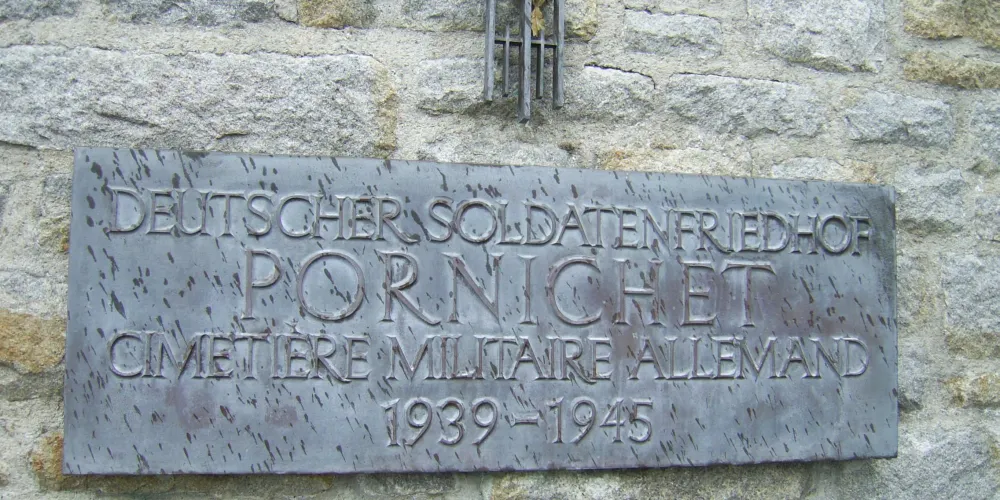 DEUTSCHER SOLDATENFRIEDHOF
PORNICHET
CIMETIÈRE MILITAIRE ALLEMAND
1939-1945